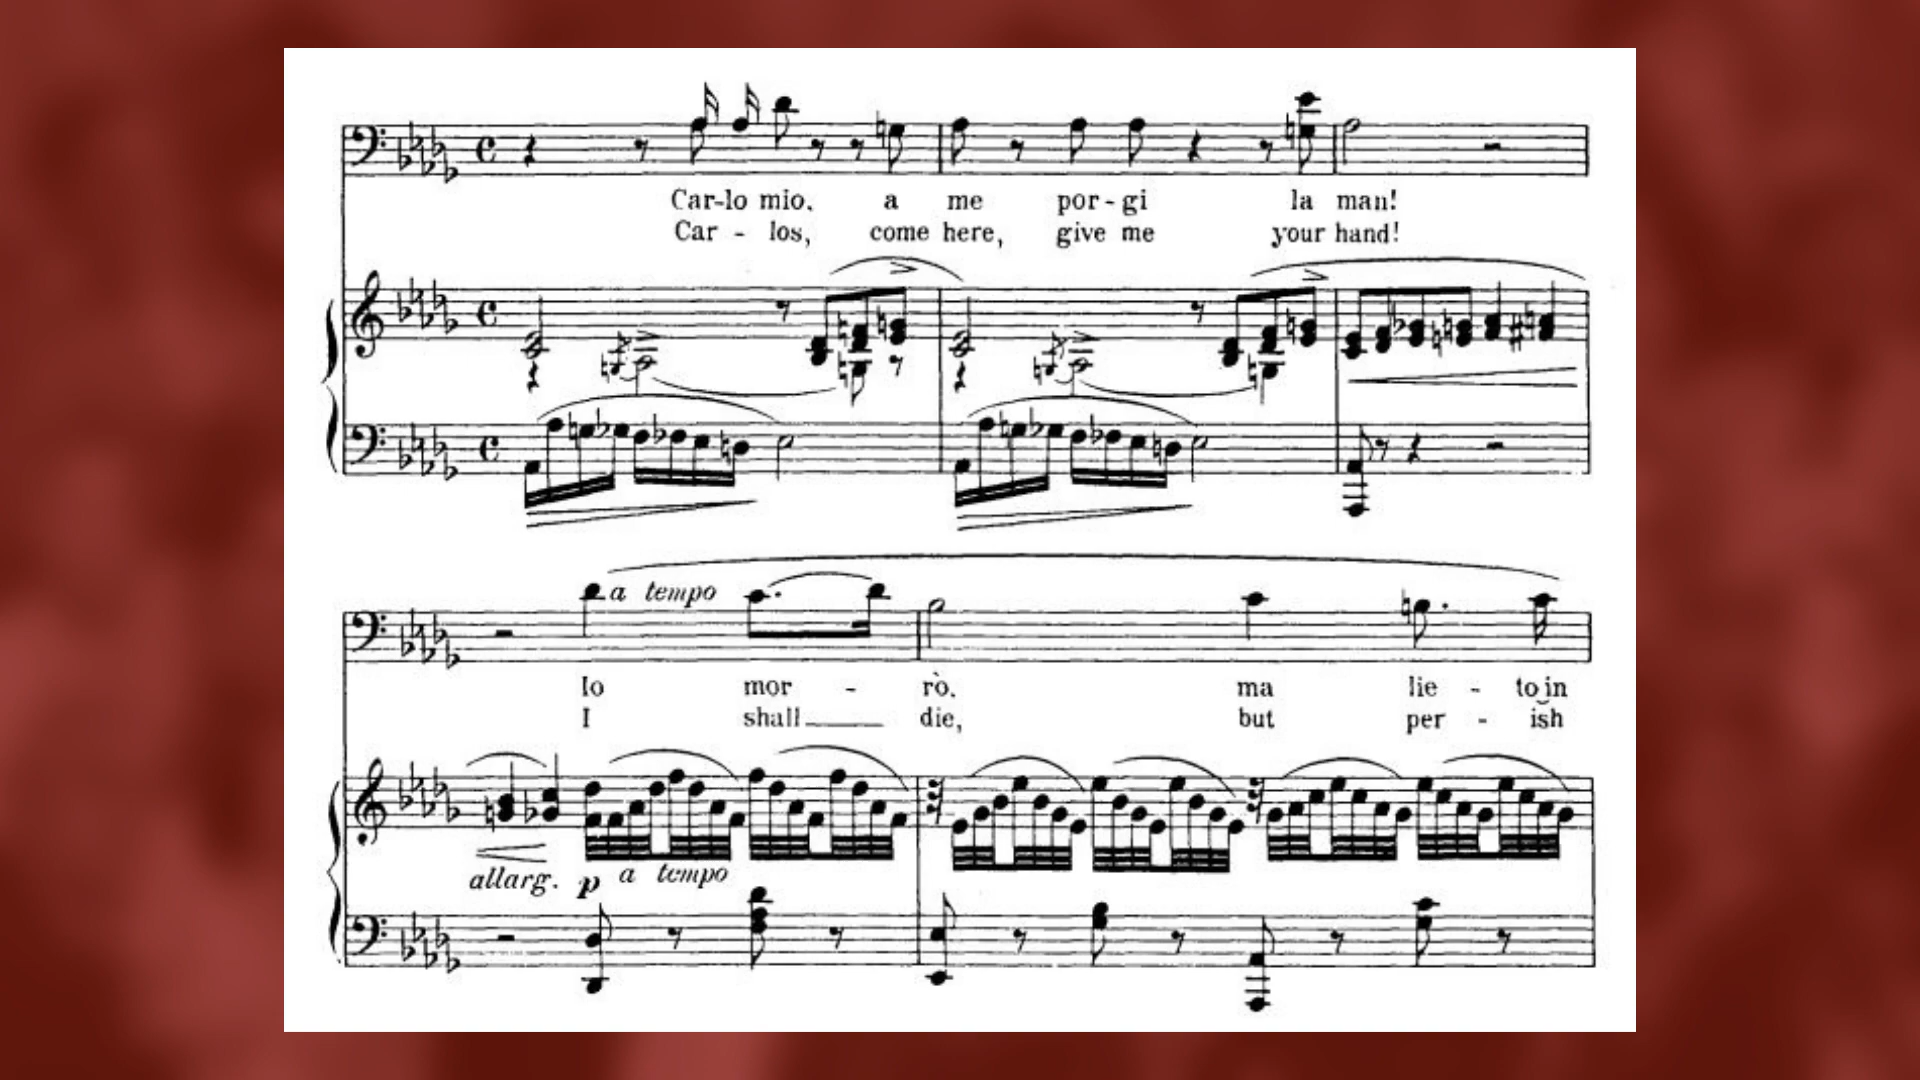 Car-lo mio. a me por-gi la man!
Car - los, come here, give me your hand!
a tempo
Io mor - rò. ma lie - to in
I shall die, but per - ish
allarg. p a tempo